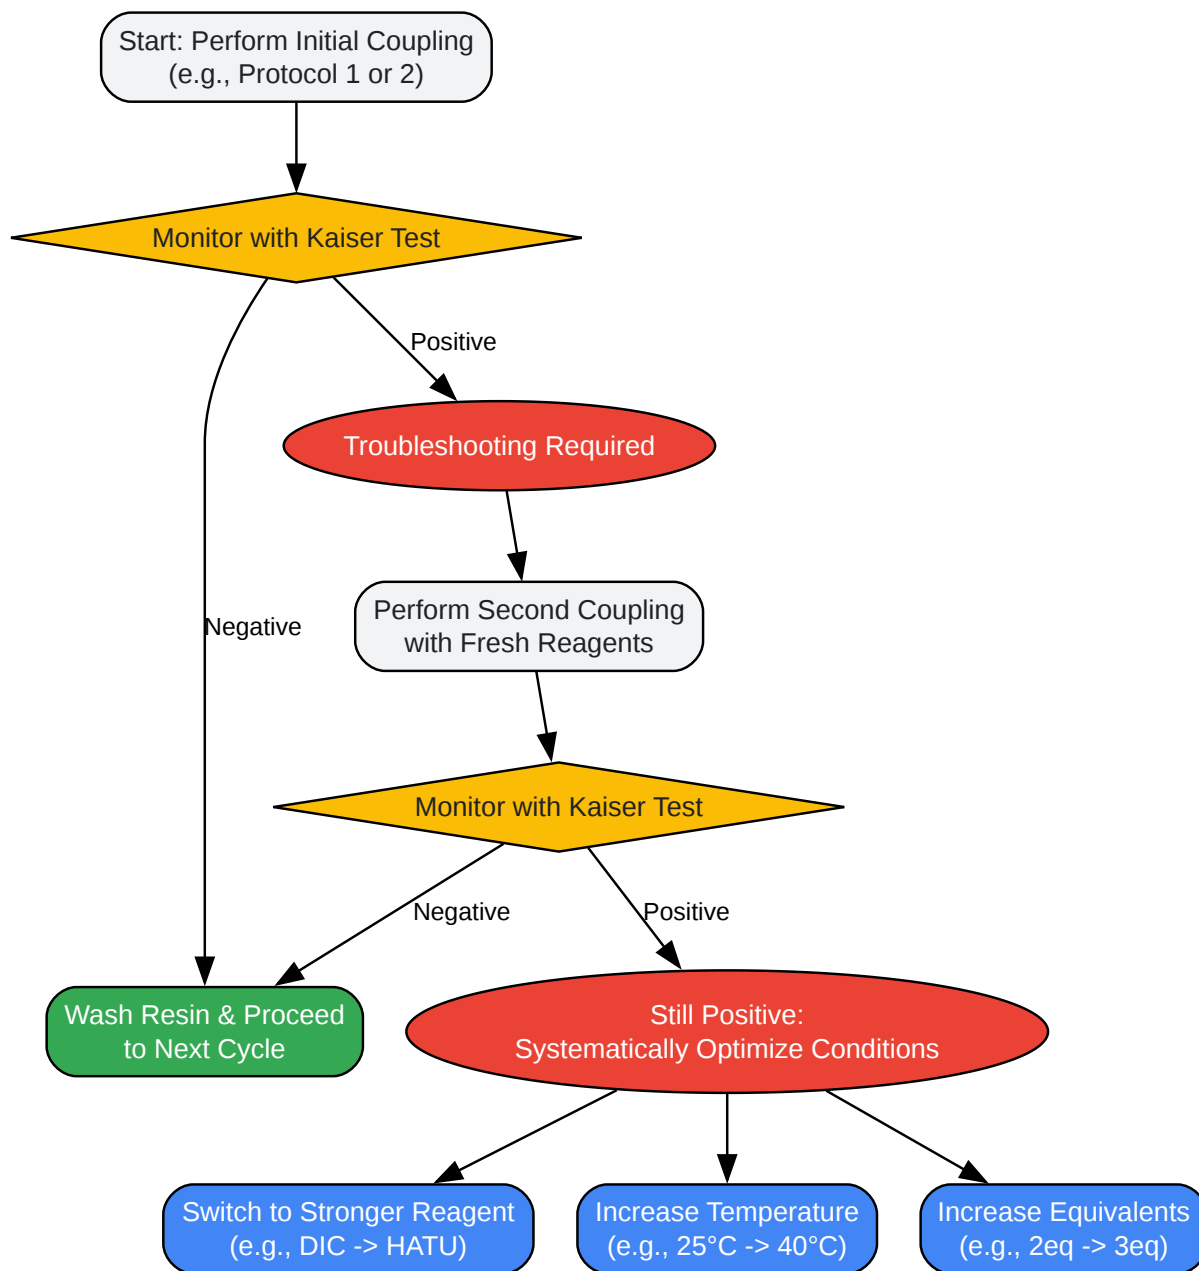 Start: Perform Initial Coupling
(e.g., Protocol 1 or 2)
Monitor with Kaiser Test
Positive
Troubleshooting Required
Negative
Perform Second Coupling
with Fresh Reagents
Monitor with Kaiser Test
Negative
Positive
Wash Resin & Proceed
to Next Cycle
Still Positive:
Systematically Optimize Conditions
Switch to Stronger Reagent
(e.g., DIC -> HATU)
Increase Temperature
(e.g., 25°C -> 40°C)
Increase Equivalents
(e.g., 2eq -> 3eq)